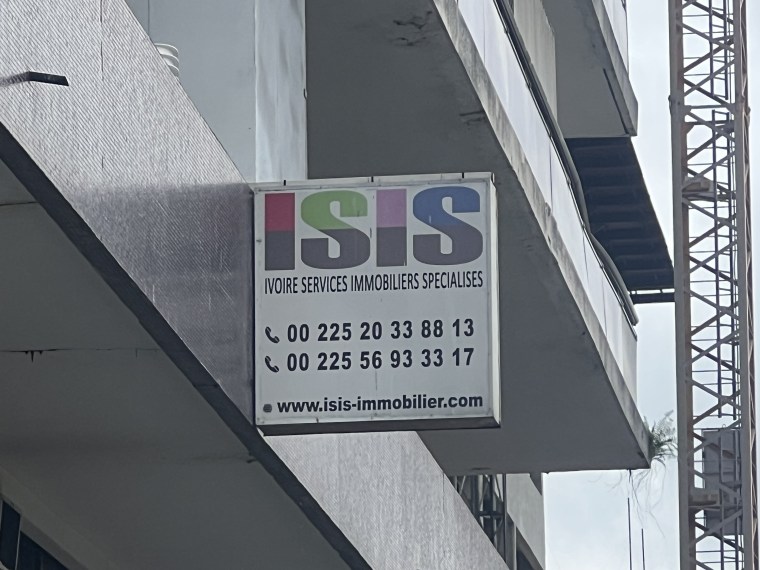 ISIS
IVOIRE SERVICES IMMOBILIERS SPECIALISES
00 225 20 33 88 13
00 225 56 93 33 17
www.isis-immobilier.com